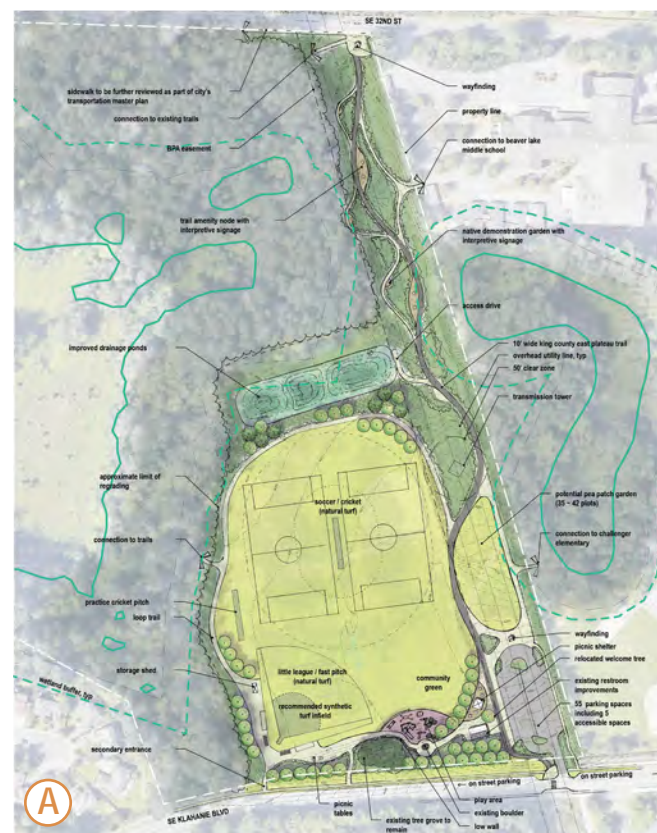 SE 32ND ST
wayfinding
sidewalk to be further reviewed as part of city's
transportation master plan
property line
connection to existing trails
connection to beaver lake
middle school
BPA easement
trail amenity node with
interpretive signage
native demonstration garden with
interpretive signage
access drive
improved drainage ponds
10' wide king county east plateau trail
overhead utility line, typ
50' clear zone
transmission tower
approximate limit of
regrading
soccer / cricket
(natural turf)
potential pea patch garden
(35 - 42 plots)
connection to trails
connection to challenger
elementary
practice cricket pitch
loop trail
wayfinding
picnic shelter
relocated welcome tree
storage shed
little league / fast pitch
(natural turf)
community
green
existing restroom
improvements
wetland buffer, typ
recommended synthetic
turf infield
55 parking spaces
including 5
accessible spaces
secondary entrance
on street parking
on street parking
A
SE KLAHANIE BLVD
picnic
tables
existing tree grove to
remain
play area
existing boulder
low wall